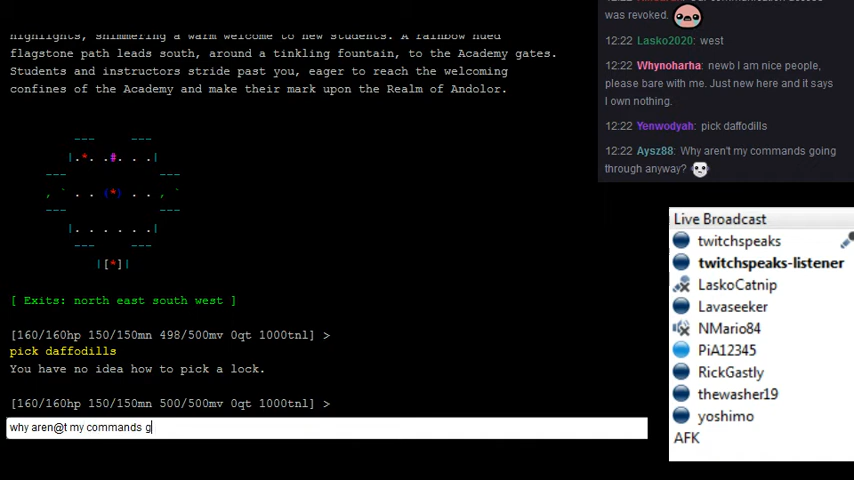 highlights, shimmering a warm welcome to new students. A rainbow hued
flagstone path leads south, around a tinkling fountain, to the Academy gates.
Students and instructors stride past you, eager to reach the welcoming
confines of the Academy and make their mark upon the Realm of Andolor.
--- ---
|.*. .#. . .|
--- ---
, ` . . (*) . . , `
--- ---
|. . . . . .|
--- ---
|[*]|
[ Exits: north east south west ]
[160/160hp 150/150mn 498/500mv 0qt 1000tnl] >
pick daffodills
You have no idea how to pick a lock.
[160/160hp 150/150mn 500/500mv 0qt 1000tnl] >
why aren@t my commands g
was revoked.
12:22 Lasko2020: west
12:22 Whynoharha: newb I am nice people,
please bare with me. Just new here and it says
I own nothing.
12:22 Yenwodyah: pick daffodills
12:22 Aysz88: Why aren't my commands going
through anyway?
Live Broadcast
twitchspeaks
twitchspeaks-listener
LaskoCatnip
Lavaseeker
NMario84
PiA12345
RickGastly
thewasher19
yoshimo
AFK